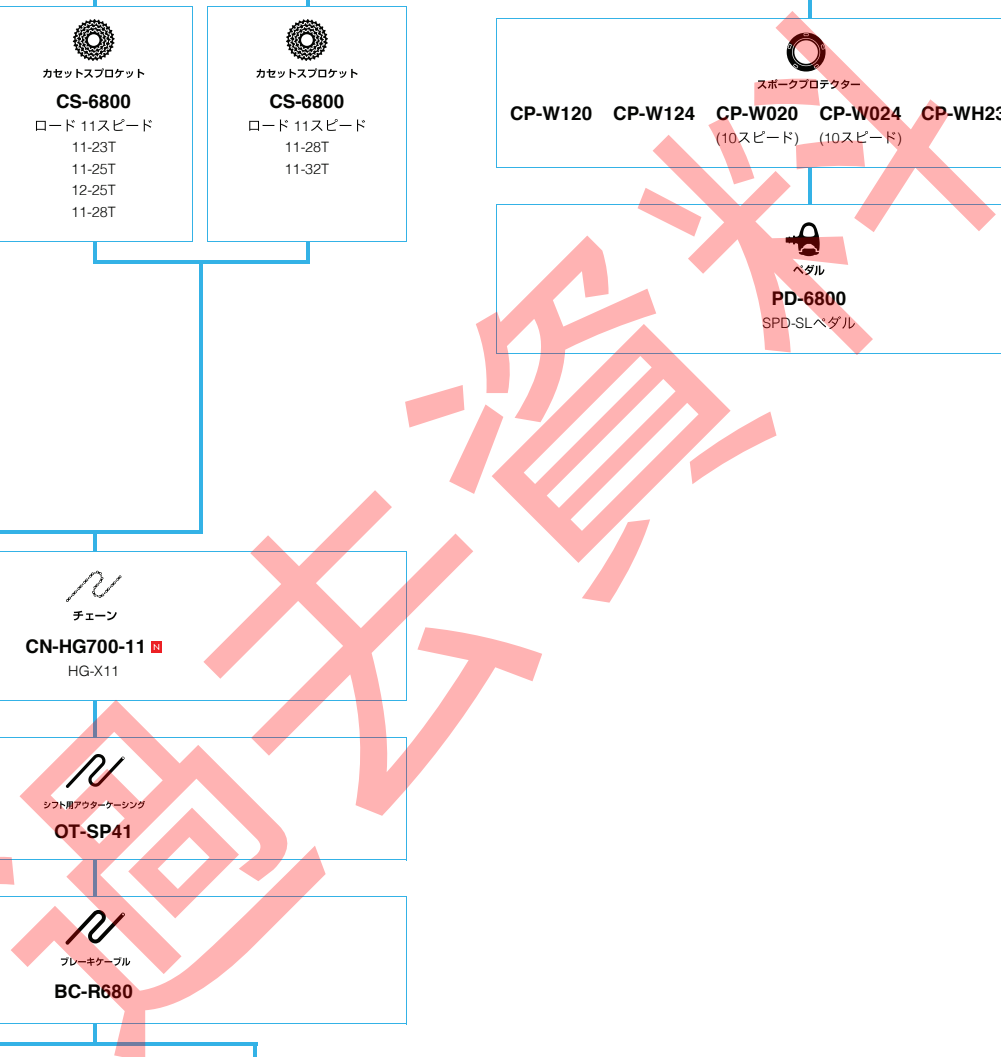 カセットスプロケット
CS-6800
ロード 11スピード
11-23T
11-25T
12-25T
11-28T
カセットスプロケット
CS-6800
ロード 11スピード
11-28T
11-32T
スポークプロテクター
CP-W120 CP-W124 CP-W020 CP-W024 CP-WH23
(10スピード) (10スピード)
ペダル
PD-6800
SPD-SLペダル
チェーン
CN-HG700-11 N
HG-X11
シフト用アウターケーシング
OT-SP41
ブレーキケーブル
BC-R680
過去資料